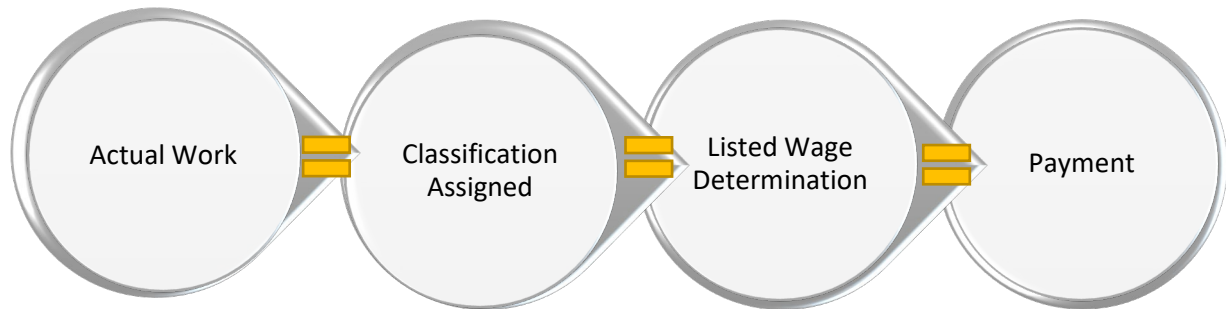 Actual Work
Classification
Assigned
Listed Wage
Determination
Payment